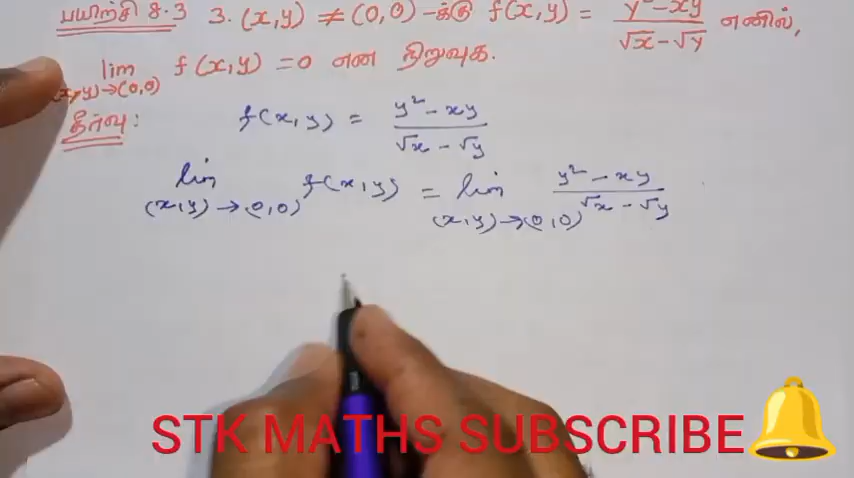 பயிற்சி 8.3 3. (x,y) ≠ (0,0) -க்கு f(x,y) = (y² - xy)/(√x - √y) எனில்,
lim (x,y)→(0,0) f(x,y) = 0 என நிறுவுக.
தீர்வு:
f(x,y) = (y² - xy)/(√x - √y)
lim (x,y)→(0,0) f(x,y) = lim (x,y)→(0,0) (y² - xy)/(√x - √y)
STK MATHS SUBSCRIBE